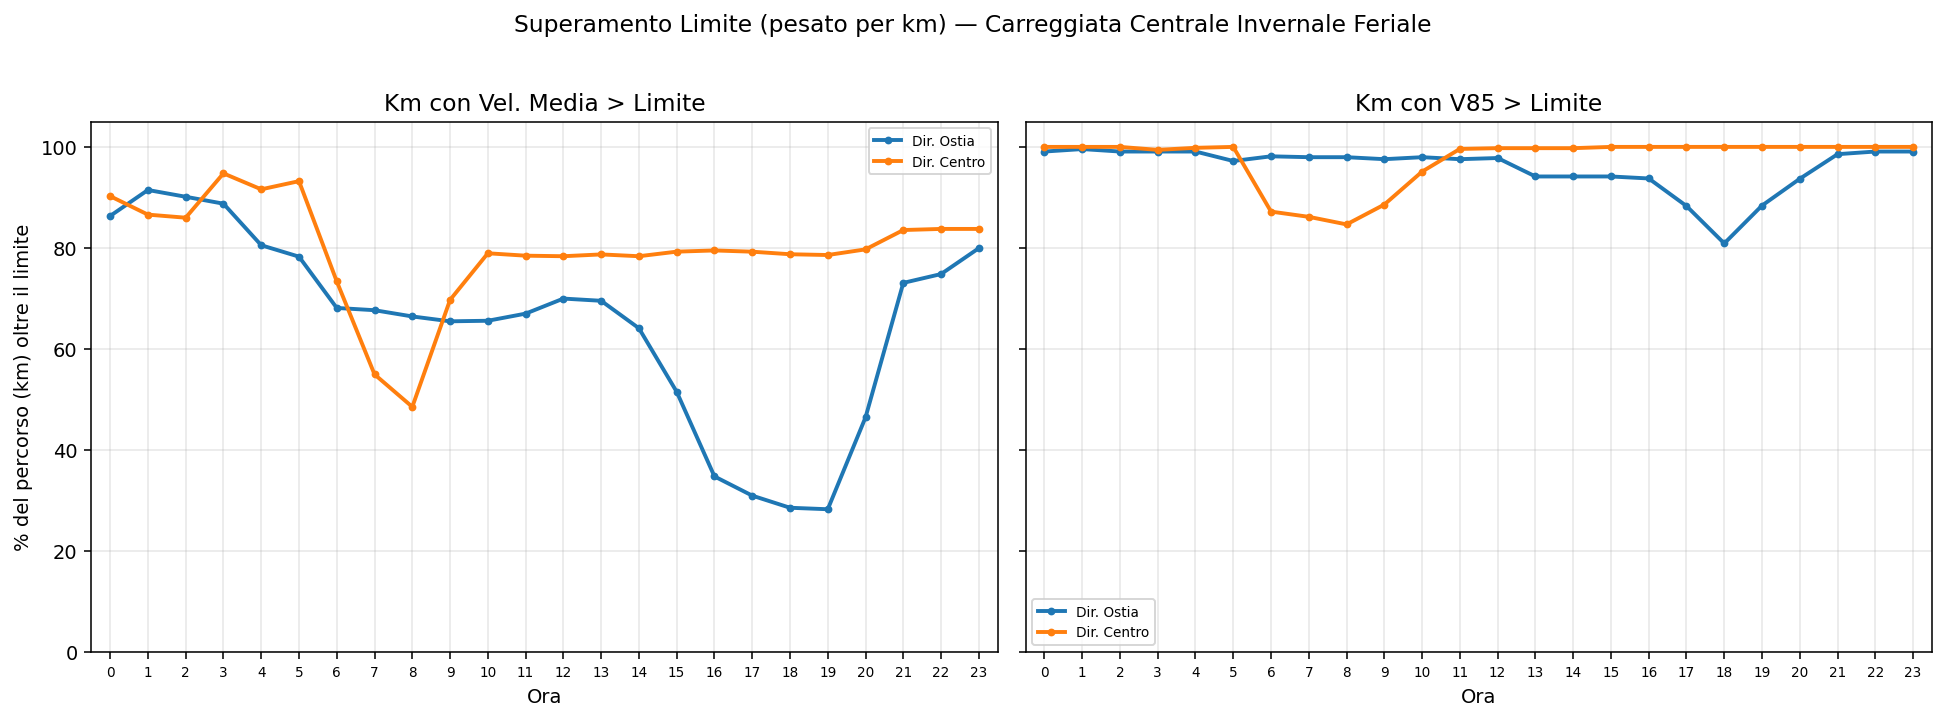 Superamento Limite (pesato per km) — Carreggiata Centrale Invernale Feriale
Km con Vel. Media > Limite
% del percorso (km) oltre il limite
100
80
60
40
20
0
Dir. Ostia
Dir. Centro
0 1 2 3 4 5 6 7 8 9 10 11 12 13 14 15 16 17 18 19 20 21 22 23
Ora
Km con V85 > Limite
Dir. Ostia
Dir. Centro
0 1 2 3 4 5 6 7 8 9 10 11 12 13 14 15 16 17 18 19 20 21 22 23
Ora